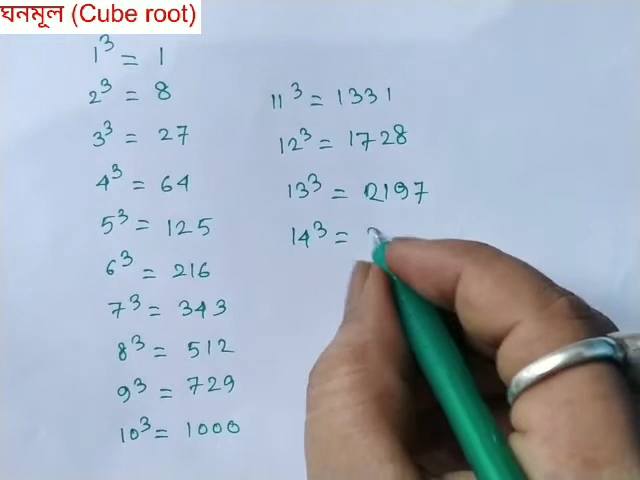 ঘনমূল (Cube root)
1³ = 1
2³ = 8
3³ = 27
4³ = 64
5³ = 125
6³ = 216
7³ = 343
8³ = 512
9³ = 729
10³ = 1000
11³ = 1331
12³ = 1728
13³ = 2197
14³ =